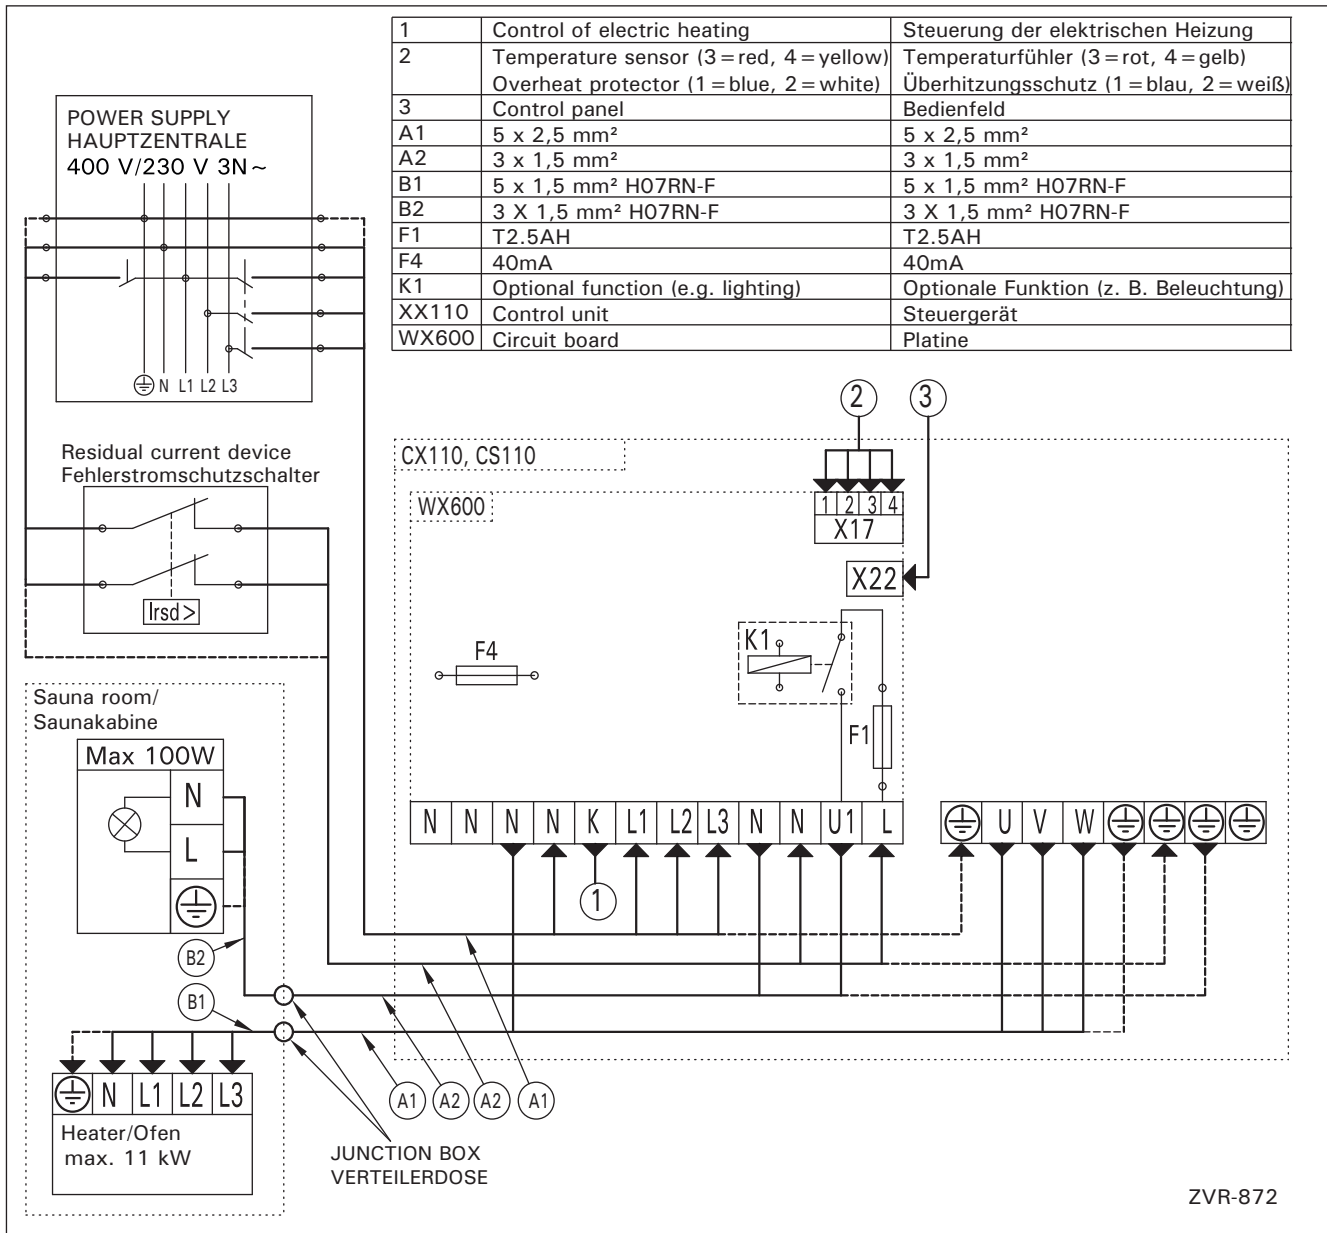 1 Control of electric heating Steuerung der elektrischen Heizung
2 Temperature sensor (3=red, 4=yellow) Temperaturfühler (3=rot, 4=gelb)
Overheat protector (1=blue, 2=white) Überhitzungsschutz (1=blau, 2=weiß)
3 Control panel Bedienfeld
A1 5 x 2,5 mm² 5 x 2,5 mm²
A2 3 x 1,5 mm² 3 x 1,5 mm²
B1 5 x 1,5 mm² H07RN-F 5 x 1,5 mm² H07RN-F
B2 3 X 1,5 mm² H07RN-F 3 X 1,5 mm² H07RN-F
F1 T2.5AH T2.5AH
F4 40mA 40mA
K1 Optional function (e.g. lighting) Optionale Funktion (z. B. Beleuchtung)
XX110 Control unit Steuergerät
WX600 Circuit board Platine
POWER SUPPLY
HAUPTZENTRALE
400 V/230 V 3N~
N L1 L2 L3
Residual current device
Fehlerstromschutzschalter
Irsd>
2 3
CX110, CS110
WX600
1 2 3 4
X17
X22
K1
F4
F1
Sauna room/
Saunakabine
Max 100W
N
L
N N N N K L1 L2 L3 N N U1 L
U V W
1
B2
B1
N L1 L2 L3
Heater/Ofen
max. 11 kW
A1 A2 A2 A1
JUNCTION BOX
VERTEILERDOSE
ZVR-872